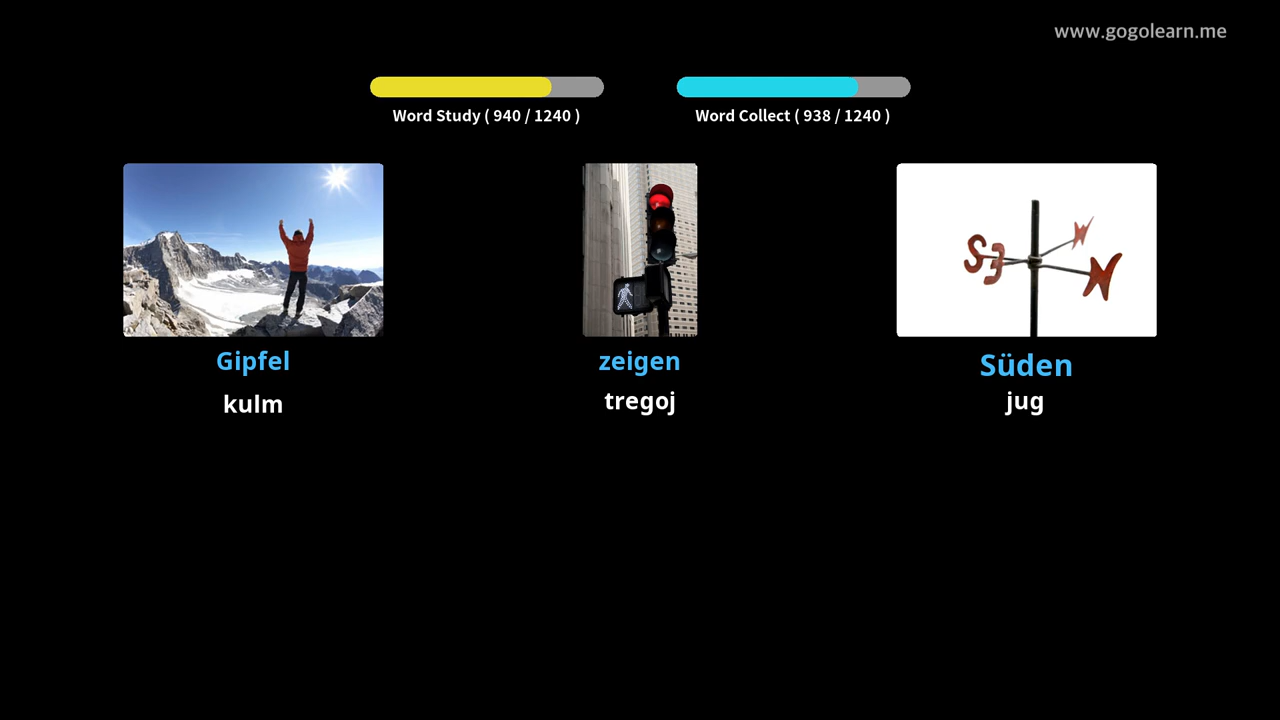 www.gogolearn.me
Word Study ( 940 / 1240 )
Word Collect ( 938 / 1240 )
S
E
N
Gipfel
zeigen
Süden
kulm
tregoj
jug